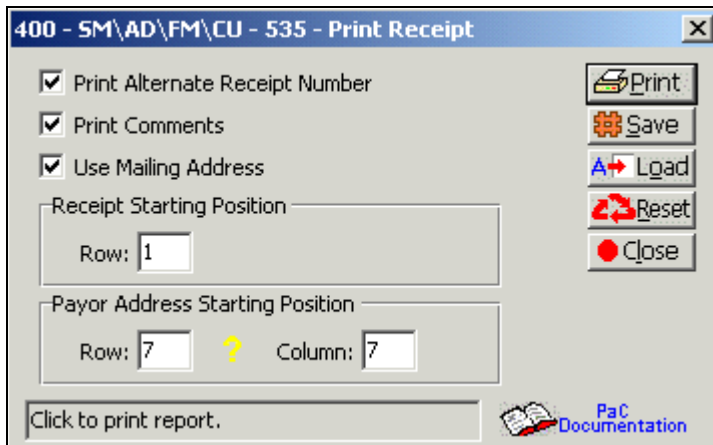 400 - SM\AD\FM\CU - 535 - Print Receipt
Print Alternate Receipt Number
Print Comments
Use Mailing Address
Receipt Starting Position
Row: 1
Payor Address Starting Position
Row: 7 ? Column: 7
Click to print report.
Print
Save
A Load
Reset
Close
PaC
Documentation